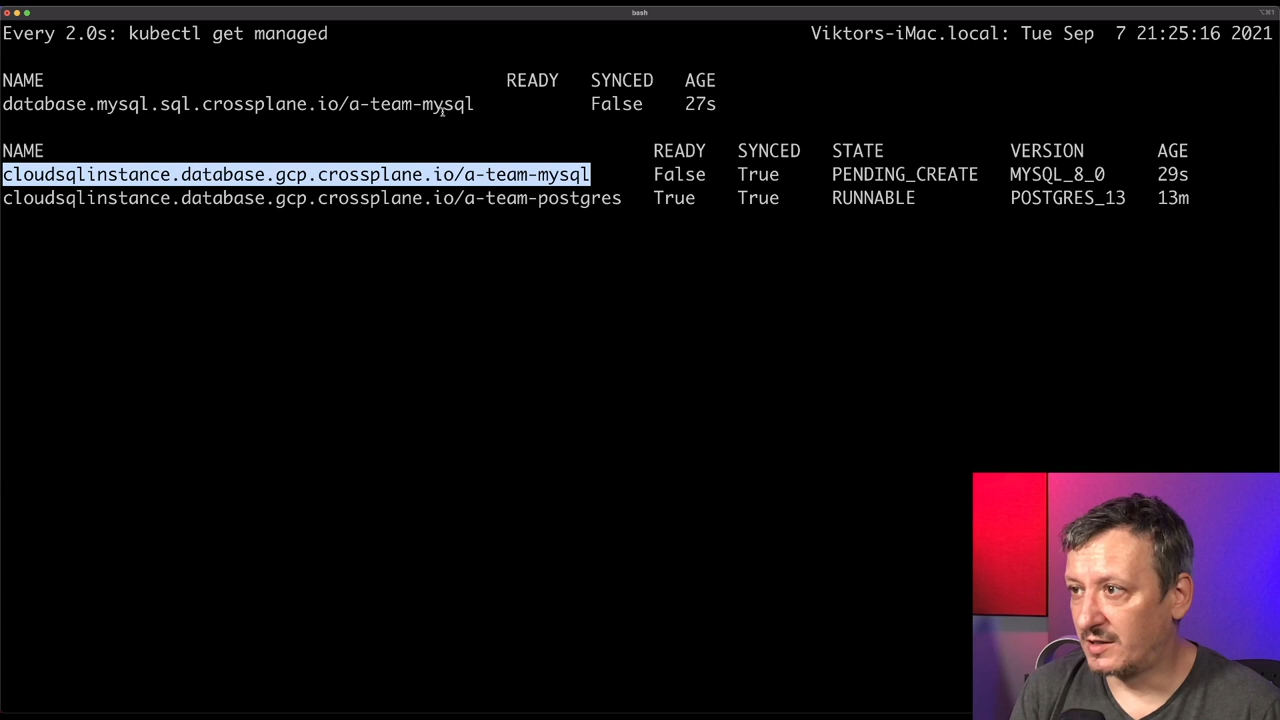 bash
⌥⌘1
Every 2.0s: kubectl get managed Viktors-iMac.local: Tue Sep 7 21:25:16 2021
NAME READY SYNCED AGE
database.mysql.sql.crossplane.io/a-team-mysql False 27s
NAME READY SYNCED STATE VERSION AGE
cloudsqlinstance.database.gcp.crossplane.io/a-team-mysql False True PENDING_CREATE MYSQL_8_0 29s
cloudsqlinstance.database.gcp.crossplane.io/a-team-postgres True True RUNNABLE POSTGRES_13 13m